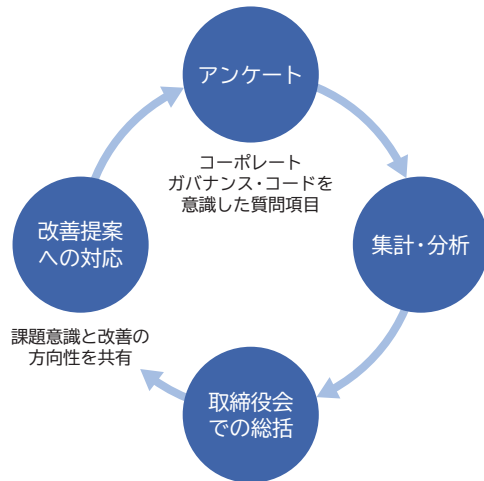 アンケート
コーポレート
ガバナンス・コードを
意識した質問項目
集計・分析
取締役会
での総括
改善提案
への対応
課題意識と改善の
方向性を共有